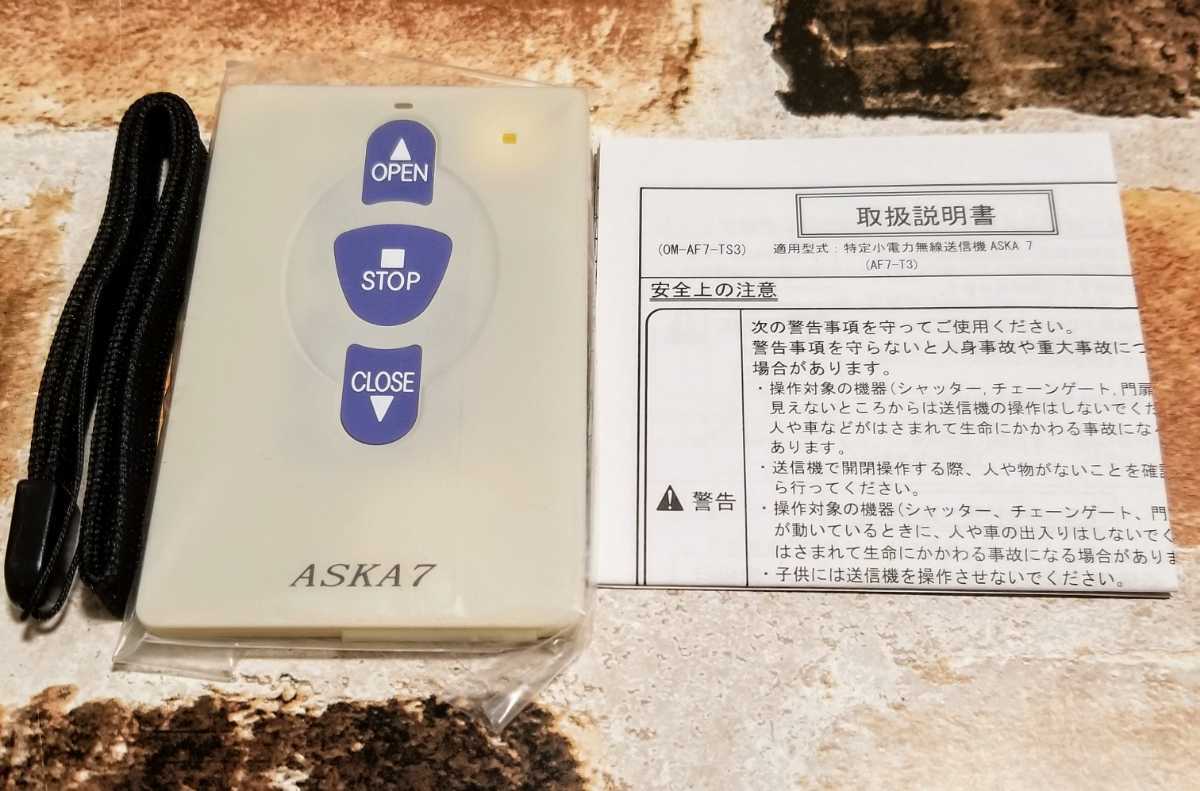 OPEN
STOP
CLOSE
ASKA7
取扱説明書
(OM-AF7-TS3) 適用型式：特定小電力無線送信機 ASKA 7
(AF7-T3)
安全上の注意
警告
次の警告事項を守ってご使用ください。
警告事項を守らないと人身事故や重大事故につ
場合があります。
・操作対象の機器(シャッター,チェーンゲート,門扉
見えないところからは送信機の操作はしないでくだ
人や車などがはさまれて生命にかかわる事故にな
あります。
・送信機で開閉操作する際、人や物がないことを確認
ら行ってください。
・操作対象の機器(シャッター、チェーンゲート、門
が動いているときに、人や車の出入りはしないでく
はさまれて生命にかかわる事故になる場合がありま
・子供には送信機を操作させないでください。